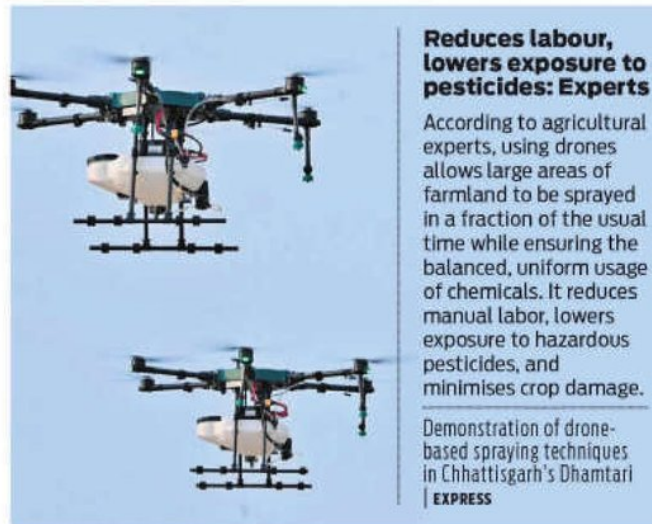 Reduces labour,
lowers exposure to
pesticides: Experts
According to agricultural
experts, using drones
allows large areas of
farmland to be sprayed
in a fraction of the usual
time while ensuring the
balanced, uniform usage
of chemicals. It reduces
manual labor, lowers
exposure to hazardous
pesticides, and
minimises crop damage.
Demonstration of drone-
based spraying techniques
in Chhattisgarh's Dhamtari
| EXPRESS